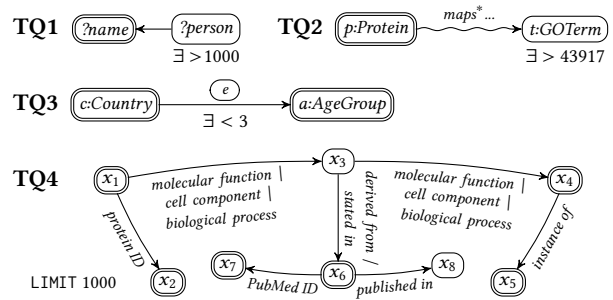 TQ1
?name
?person
∃ > 1000
TQ2
p:Protein
maps*...
t:GOTerm
∃ > 43917
TQ3
c:Country
e
a:AgeGroup
∃ < 3
TQ4
x1
molecular function |
cell component |
biological process
x3
molecular function |
cell component |
biological process
x4
protein ID
stated in
derived from /
instance of
LIMIT 1000
x2
x7
PubMed ID
x6
published in
x8
x5